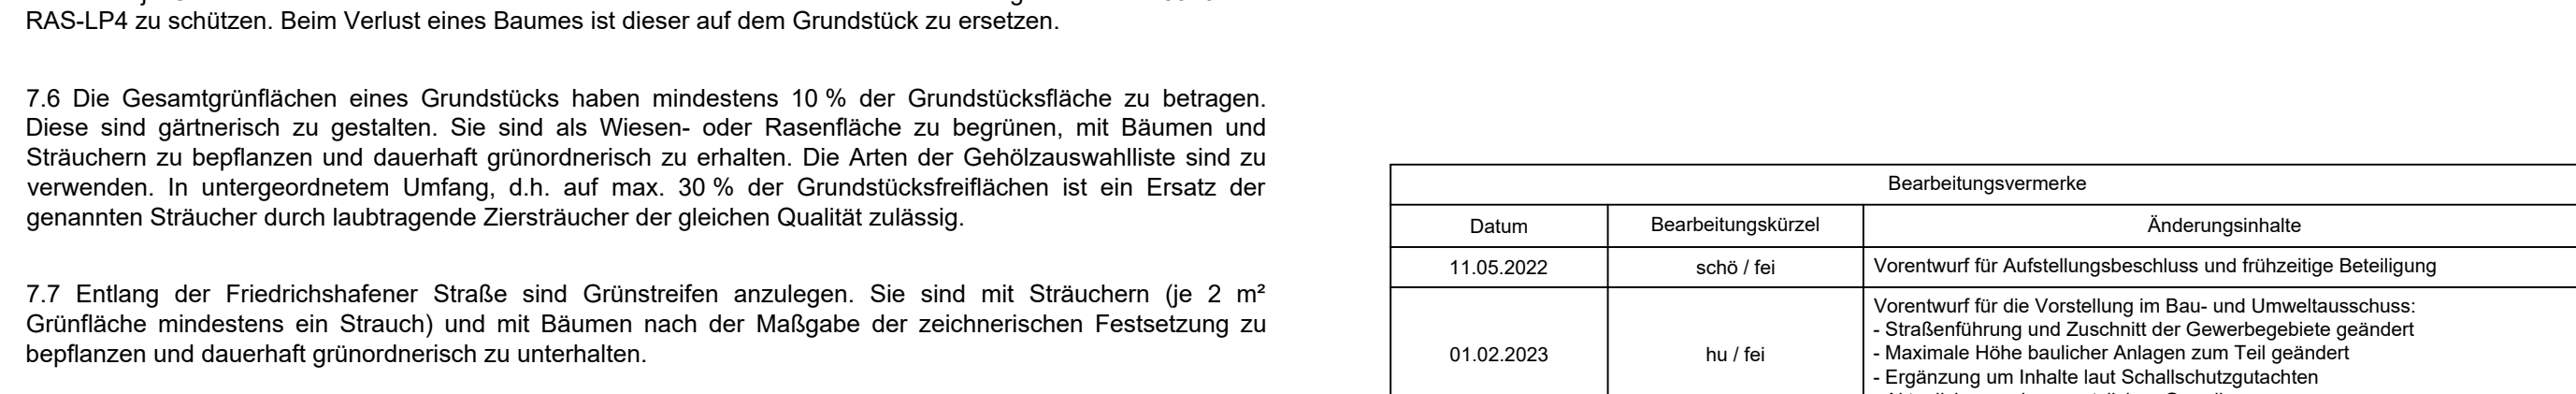 RAS-LP4 zu schützen. Beim Verlust eines Baumes ist dieser auf dem Grundstück zu ersetzen.
7.6 Die Gesamtgrünflächen eines Grundstücks haben mindestens 10 % der Grundstücksfläche zu betragen.
Diese sind gärtnerisch zu gestalten. Sie sind als Wiesen- oder Rasenfläche zu begrünen, mit Bäumen und
Sträuchern zu bepflanzen und dauerhaft grünordnerisch zu erhalten. Die Arten der Gehölzauswahlliste sind zu
verwenden. In untergeordnetem Umfang, d.h. auf max. 30 % der Grundstücksfreiflächen ist ein Ersatz der
genannten Sträucher durch laubtragende Ziersträucher der gleichen Qualität zulässig.
7.7 Entlang der Friedrichshafener Straße sind Grünstreifen anzulegen. Sie sind mit Sträuchern (je 2 m²
Grünfläche mindestens ein Strauch) und mit Bäumen nach der Maßgabe der zeichnerischen Festsetzung zu
bepflanzen und dauerhaft grünordnerisch zu unterhalten.
Bearbeitungsvermerke
Datum Bearbeitungskürzel Änderungsinhalte
11.05.2022 schö / fei Vorentwurf für Aufstellungsbeschluss und frühzeitige Beteiligung
01.02.2023 hu / fei Vorentwurf für die Vorstellung im Bau- und Umweltausschuss:
- Straßenführung und Zuschnitt der Gewerbegebiete geändert
- Maximale Höhe baulicher Anlagen zum Teil geändert
- Ergänzung um Inhalte laut Schallschutzgutachten